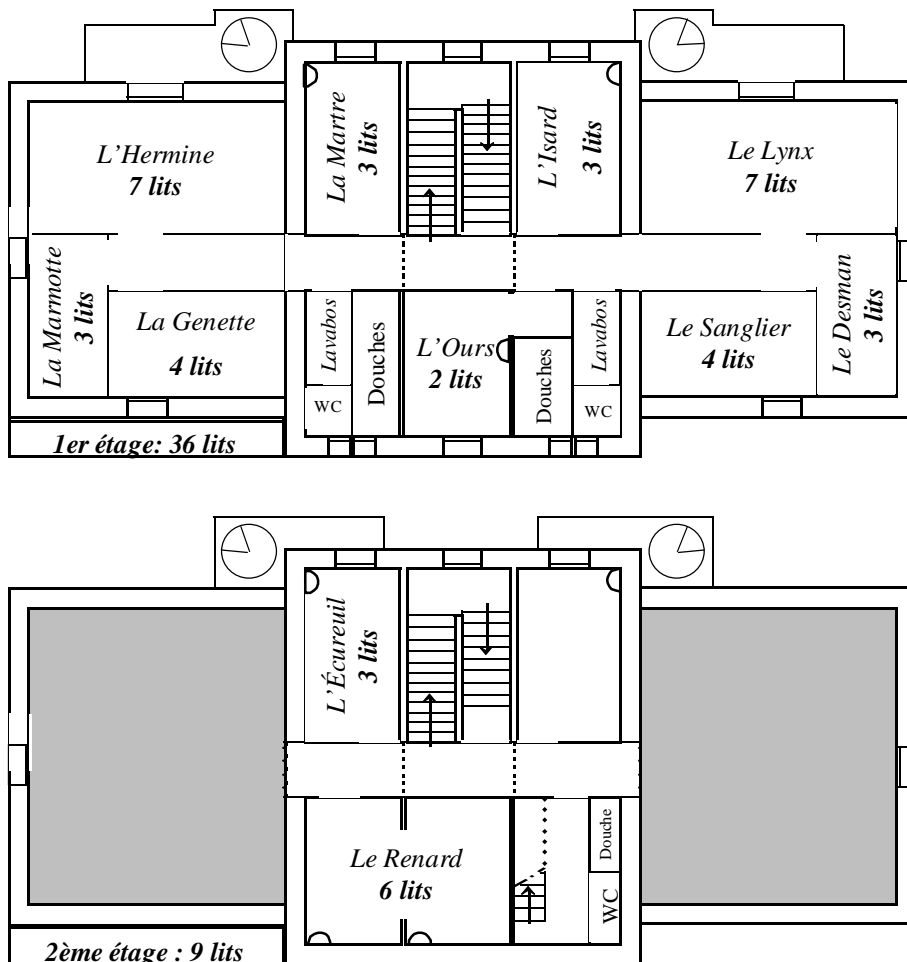 L'Hermine
7 lits
La Martre
3 lits
L'Isard
3 lits
Le Lynx
7 lits
La Marmotte
3 lits
La Genette
4 lits
Lavabos
WC
Douches
L'Ours
2 lits
Douches
Lavabos
WC
Le Sanglier
4 lits
Le Desman
3 lits
1er étage: 36 lits
L'Écureuil
3 lits
Le Renard
6 lits
Douche
WC
2ème étage : 9 lits